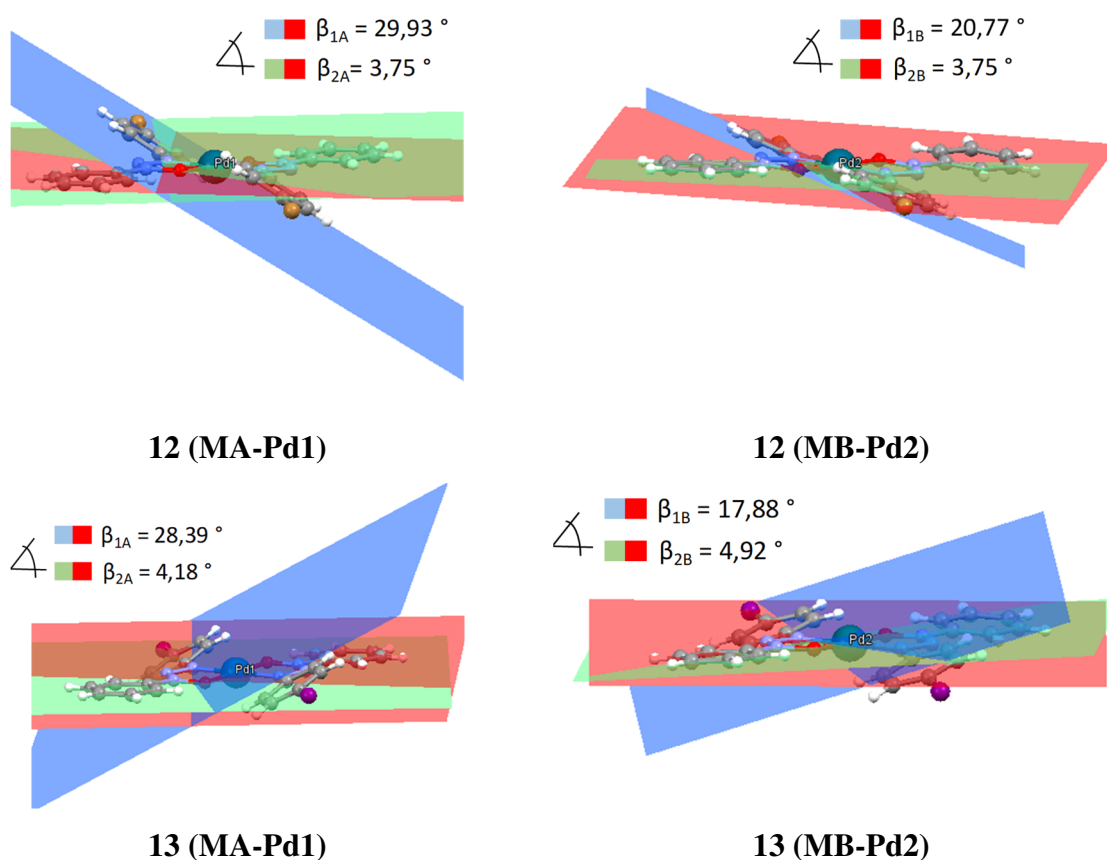 β1A = 29,93 °
β2A= 3,75 °
Pd1
12 (MA-Pd1)
β1B = 20,77 °
β2B = 3,75 °
Pd2
12 (MB-Pd2)
β1A = 28,39 °
β2A = 4,18 °
Pd1
13 (MA-Pd1)
β1B = 17,88 °
β2B = 4,92 °
Pd2
13 (MB-Pd2)